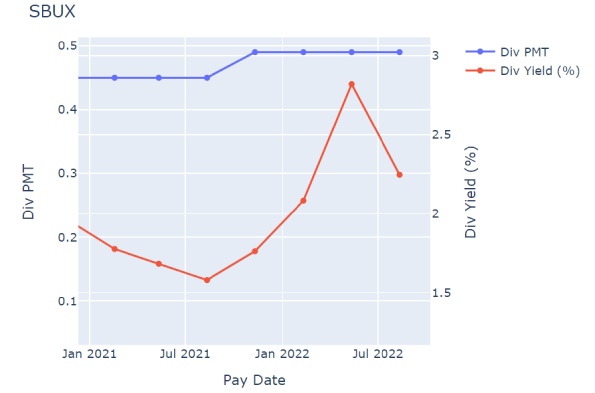 SBUX
Div PMT
Div Yield (%)
0.5
0.4
0.3
0.2
0.1
3
2.5
2
1.5
Div PMT
Div Yield (%)
Jan 2021
Jul 2021
Jan 2022
Jul 2022
Pay Date